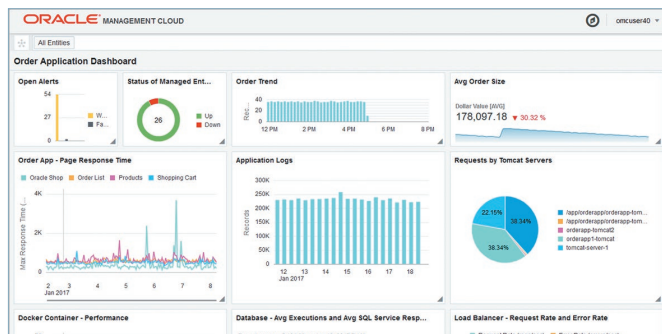 ORACLE MANAGEMENT CLOUD
omcuser40
All Entities
Order Application Dashboard
Open Alerts
54
27
0
W...
Fa...
Status of Managed Ent...
26
Up
Down
Order Trend
Rec...
40
20
0
12 PM 2 PM 4 PM 6 PM 8 PM
Avg Order Size
Dollar Value [AVG]
178,097.18 ▼ 30.32 %
Order App - Page Response Time
Oracle Shop Order List Products Shopping Cart
Max Response Time (...
4K
2K
0
2 3 4 5 6 7 8
Jan 2017
Application Logs
Records
300K
250K
200K
150K
100K
50K
0
12 13 14 15 16 17 18
Jan 2017
Requests by Tomcat Servers
22.15%
38.34%
38.34%
/app/orderapp/orderapp-tom...
/app/orderapp/orderapp-tom...
orderapp-tomcat2
orderapp1-tomcat
tomcat-server-1
Docker Container - Performance
Database - Avg Executions and Avg SQL Service Resp...
Load Balancer - Request Rate and Error Rate